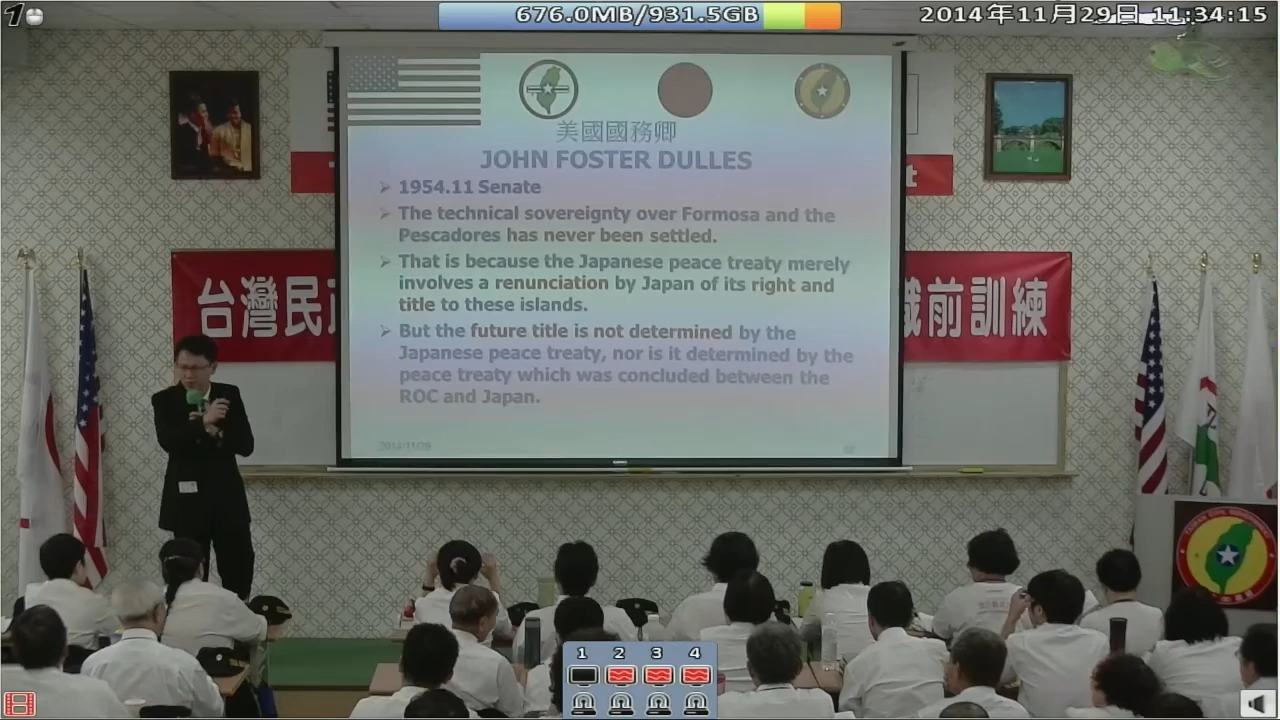 1
676.0MB/931.5GB
2014年11月29日 11:34:15
美國國務卿
JOHN FOSTER DULLES
1954.11 Senate
The technical sovereignty over Formosa and the
Pescadores has never been settled.
That is because the Japanese peace treaty merely
involves a renunciation by Japan of its right and
title to these islands.
But the future title is not determined by the
Japanese peace treaty, nor is it determined by the
peace treaty which was concluded between the
ROC and Japan.
2014/11/29
t
台灣民
前訓練
1 2 3 4